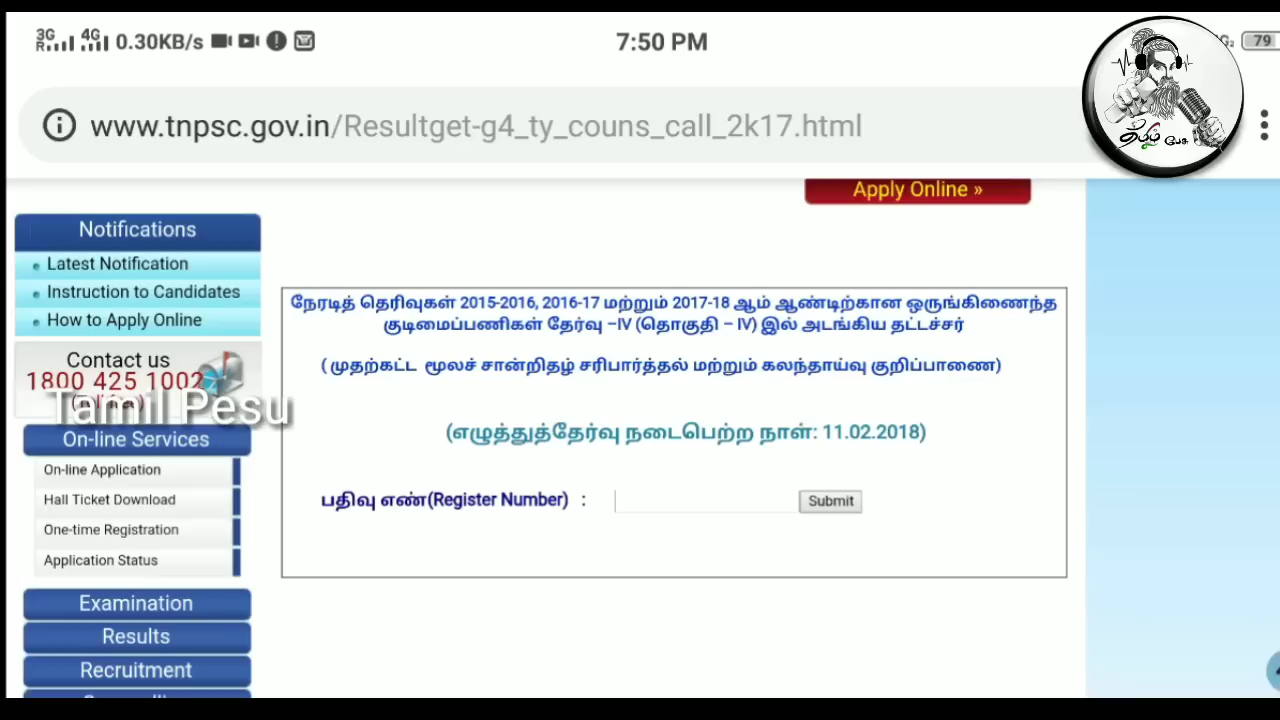 3G R 4G 0.30KB/s 7:50 PM 79
www.tnpsc.gov.in/Resultget-g4_ty_couns_call_2k17.html
தமிழ் பேசு
Apply Online »
Notifications
Latest Notification
Instruction to Candidates
How to Apply Online
Contact us
1800 425 1002
Tamil Pesu
On-line Services
On-line Application
Hall Ticket Download
One-time Registration
Application Status
Examination
Results
Recruitment
நேரடித் தெரிவுகள் 2015-2016, 2016-17 மற்றும் 2017-18 ஆம் ஆண்டிற்கான ஒருங்கிணைந்த
குடிமைப்பணிகள் தேர்வு –IV (தொகுதி – IV) இல் அடங்கிய தட்டச்சர்
( முதற்கட்ட மூலச் சான்றிதழ் சரிபார்த்தல் மற்றும் கலந்தாய்வு குறிப்பாணை)
(எழுத்துத்தேர்வு நடைபெற்ற நாள்: 11.02.2018)
பதிவு எண்(Register Number) : Submit